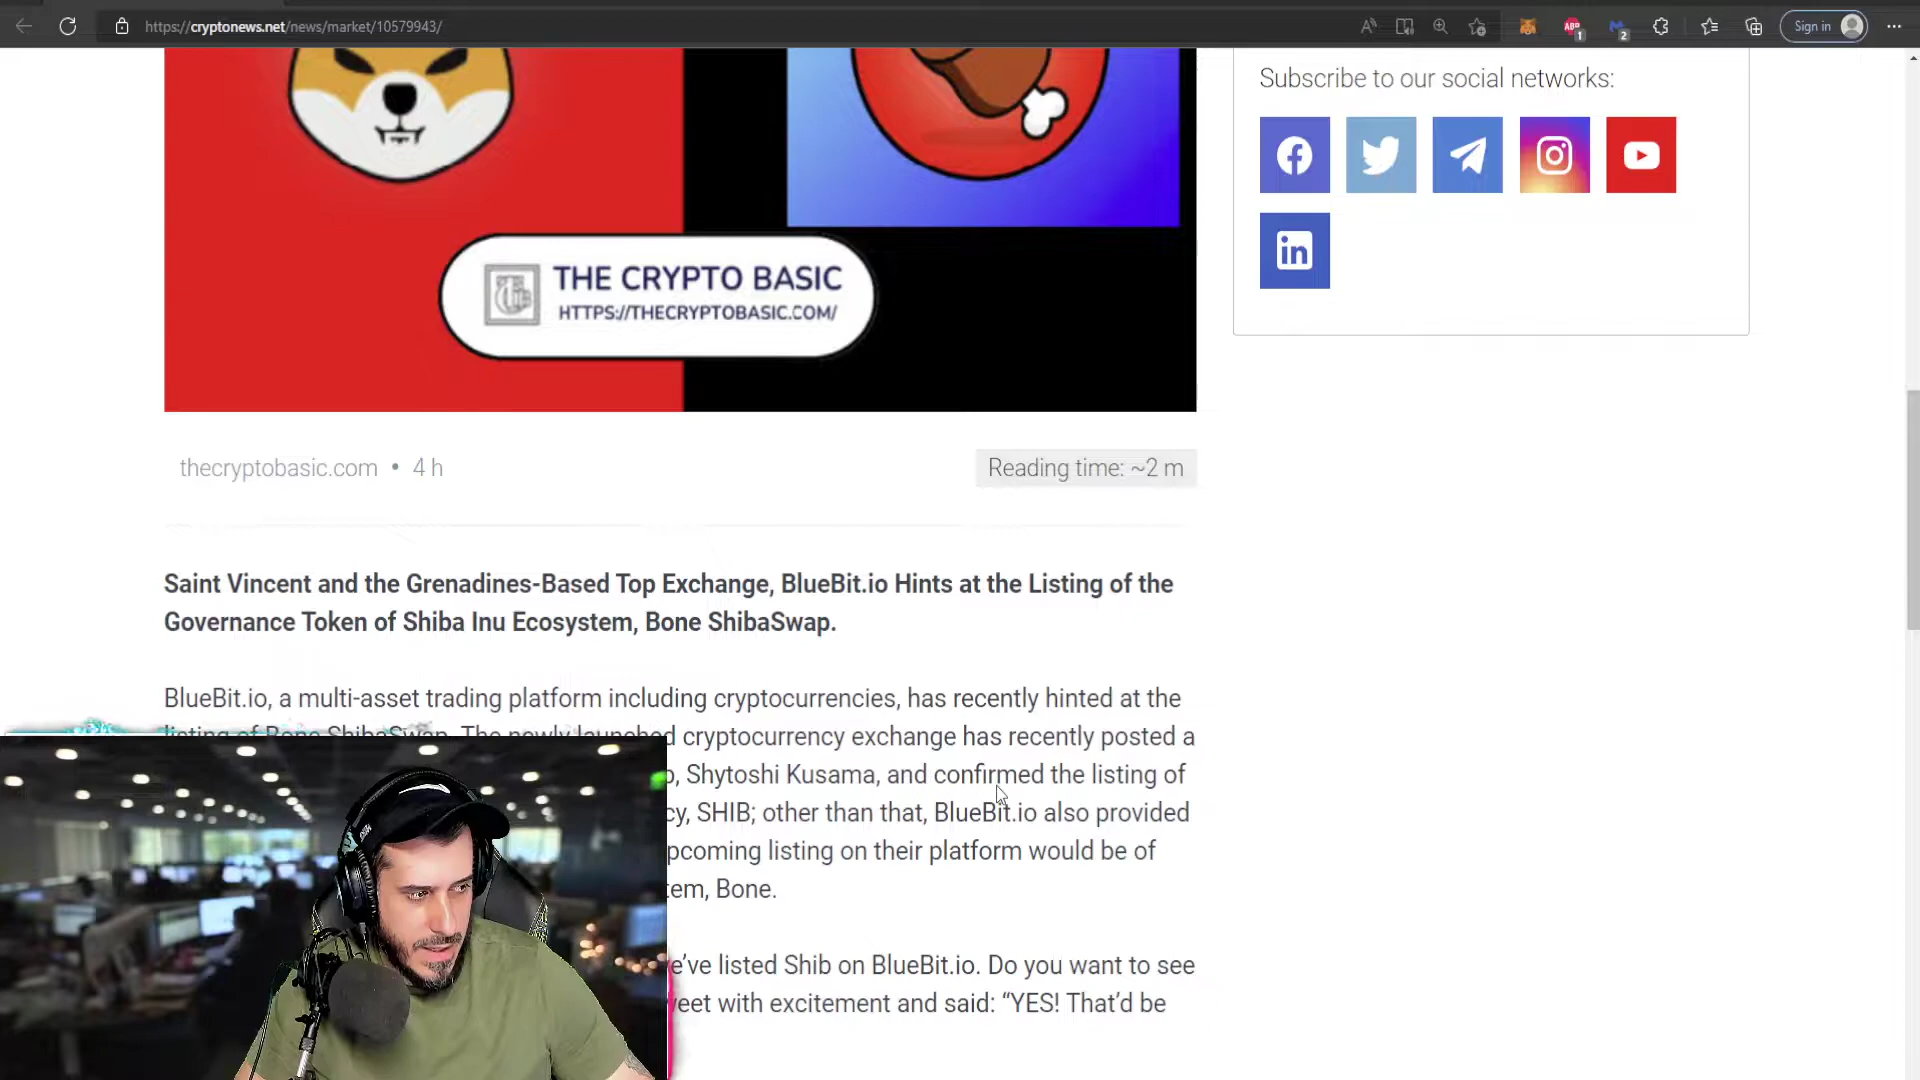 https://cryptonews.net/news/market/10579943/
Sign in
1
2
Subscribe to our social networks:
in
THE CRYPTO BASIC
HTTPS://THECRYPTOBASIC.COM/
thecryptobasic.com • 4 h
Reading time: ~2 m
Saint Vincent and the Grenadines-Based Top Exchange, BlueBit.io Hints at the Listing of the
Governance Token of Shiba Inu Ecosystem, Bone ShibaSwap.
BlueBit.io, a multi-asset trading platform including cryptocurrencies, has recently hinted at the
listing of Bone ShibaSwap. The newly launched cryptocurrency exchange has recently posted a
, Shytoshi Kusama, and confirmed the listing of
cy, SHIB; other than that, BlueBit.io also provided
pcoming listing on their platform would be of
tem, Bone.
e’ve listed Shib on BlueBit.io. Do you want to see
weet with excitement and said: “YES! That’d be